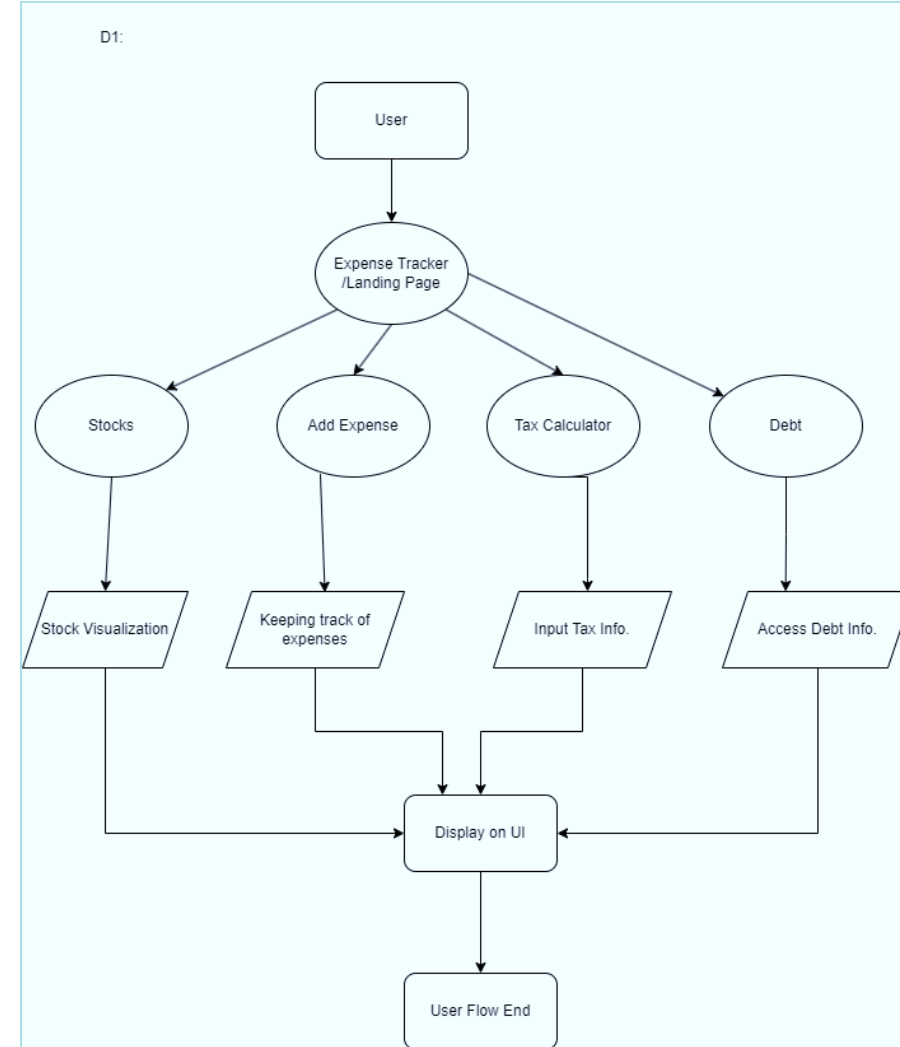 D1:
User
Expense Tracker
/Landing Page
Stocks
Add Expense
Tax Calculator
Debt
Stock Visualization
Keeping track of
expenses
Input Tax Info.
Access Debt Info.
Display on UI
User Flow End